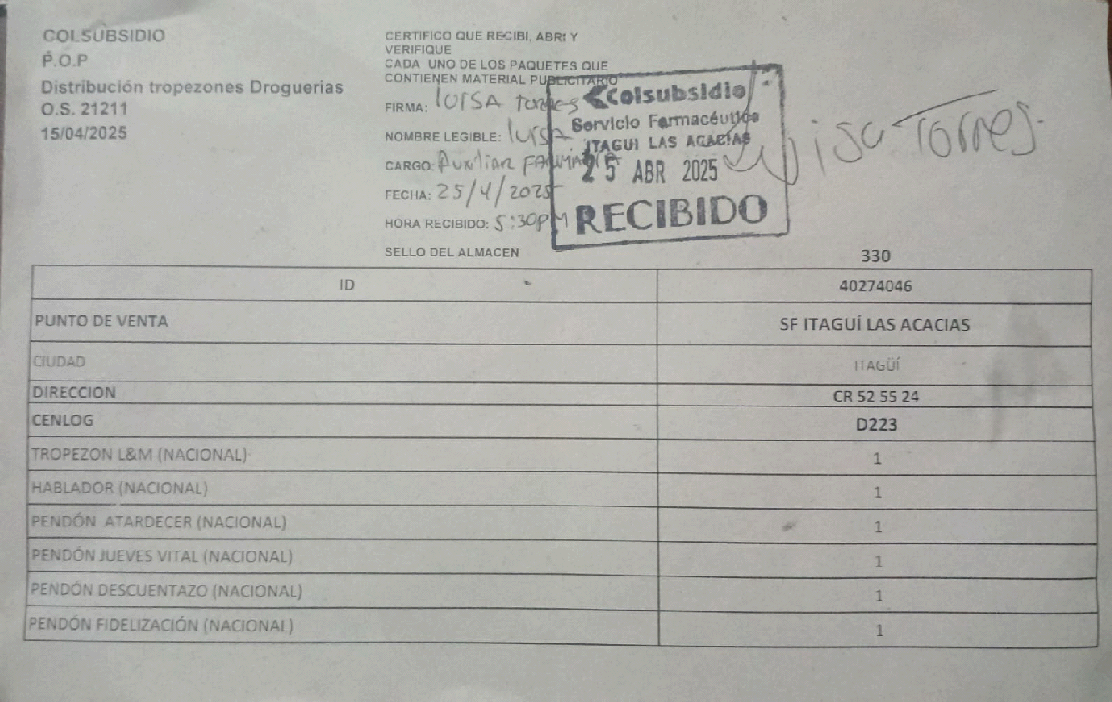 COLSUBSIDIO
P.O.P
Distribución tropezones Droguerias
O.S. 21211
15/04/2025
CERTIFICO QUE RECIBI, ABRI Y
VERIFIQUE
CADA UNO DE LOS PAQUETES QUE
CONTIENEN MATERIAL PUBLICITARIO
FIRMA: luisa torres
NOMBRE LEGIBLE: luisa
CARGO: Auxiliar FARMACIA
FECHA: 25/4/2025
HORA RECIBIDO: 5:30PM
SELLO DEL ALMACEN
Colsubsidio
Servicio Farmacéutico
ITAGUI LAS ACACIAS
25 ABR 2025
RECIBIDO
luisa Torres.
330
ID 40274046
PUNTO DE VENTA SF ITAGUÍ LAS ACACIAS
CIUDAD ITAGÜÍ
DIRECCION CR 52 55 24
CENLOG D223
TROPEZON L&M (NACIONAL) 1
HABLADOR (NACIONAL) 1
PENDÓN ATARDECER (NACIONAL) 1
PENDÓN JUEVES VITAL (NACIONAL) 1
PENDÓN DESCUENTAZO (NACIONAL) 1
PENDÓN FIDELIZACIÓN (NACIONAL) 1